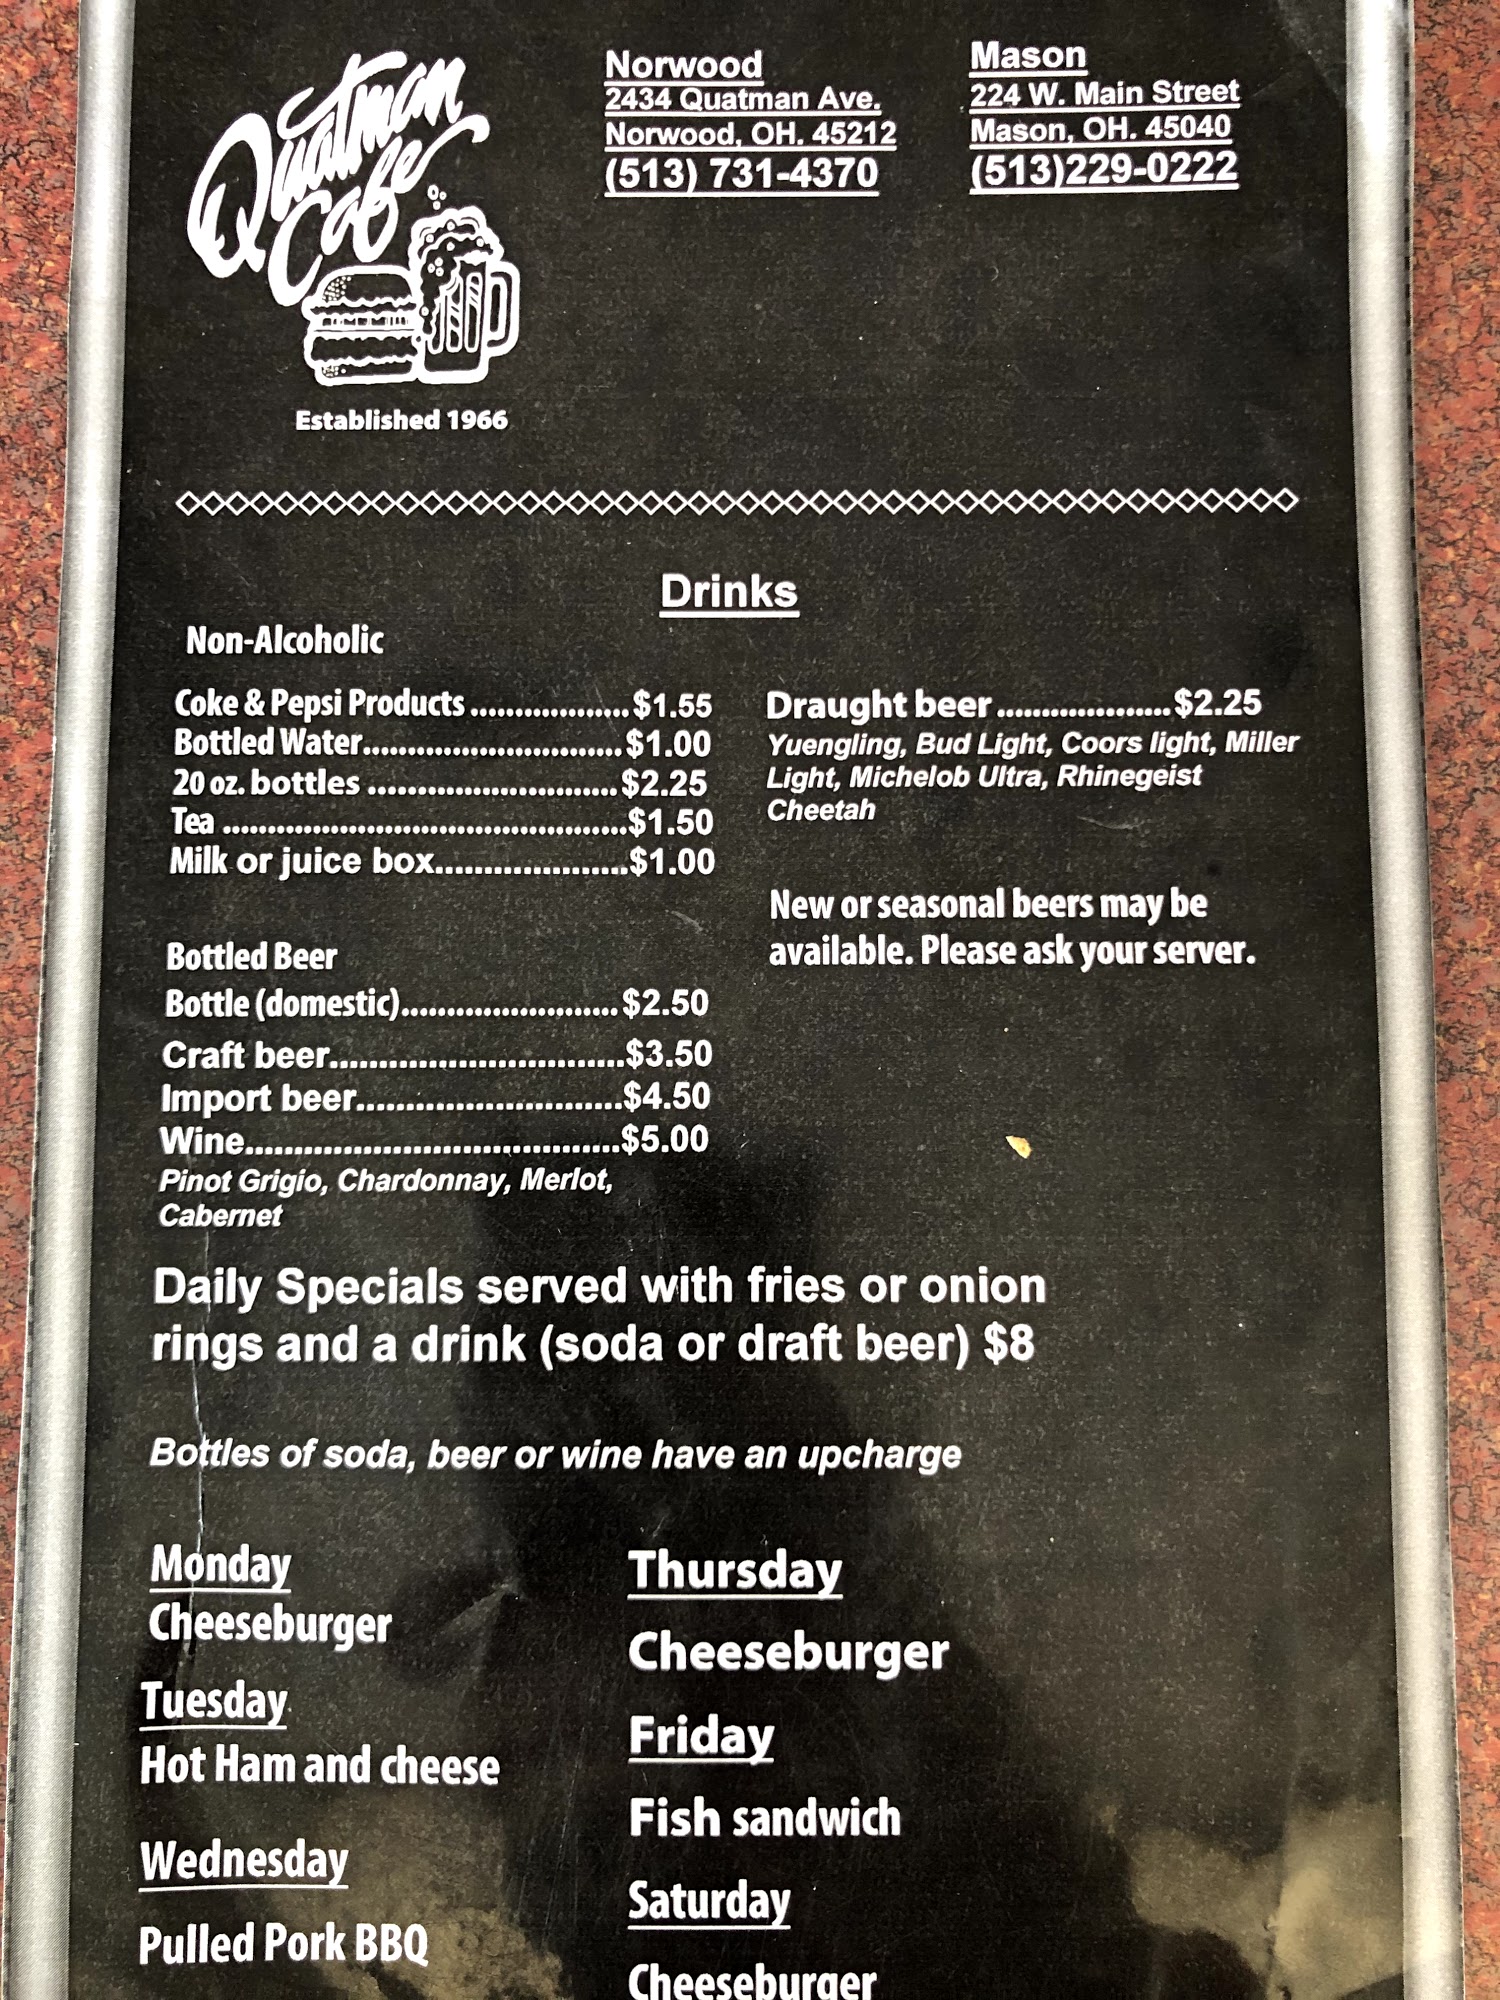 Quatman
Cafe
Established 1966
Norwood
2434 Quatman Ave.
Norwood, OH. 45212
(513) 731-4370
Mason
224 W. Main Street
Mason, OH. 45040
(513)229-0222
Drinks
Non-Alcoholic
Coke & Pepsi Products..................$1.55
Bottled Water.............................$1.00
20 oz. bottles ............................$2.25
Tea ..............................................$1.50
Milk or juice box....................$1.00
Bottled Beer
Bottle (domestic)........................$2.50
Craft beer..............................$3.50
Import beer...........................$4.50
Wine......................................$5.00
Pinot Grigio, Chardonnay, Merlot,
Cabernet
Draught beer ...................$2.25
Yuengling, Bud Light, Coors light, Miller
Light, Michelob Ultra, Rhinegeist
Cheetah
New or seasonal beers may be
available. Please ask your server.
Daily Specials served with fries or onion
rings and a drink (soda or draft beer) $8
Bottles of soda, beer or wine have an upcharge
Monday
Cheeseburger
Tuesday
Hot Ham and cheese
Wednesday
Pulled Pork BBQ
Thursday
Cheeseburger
Friday
Fish sandwich
Saturday
Cheeseburger